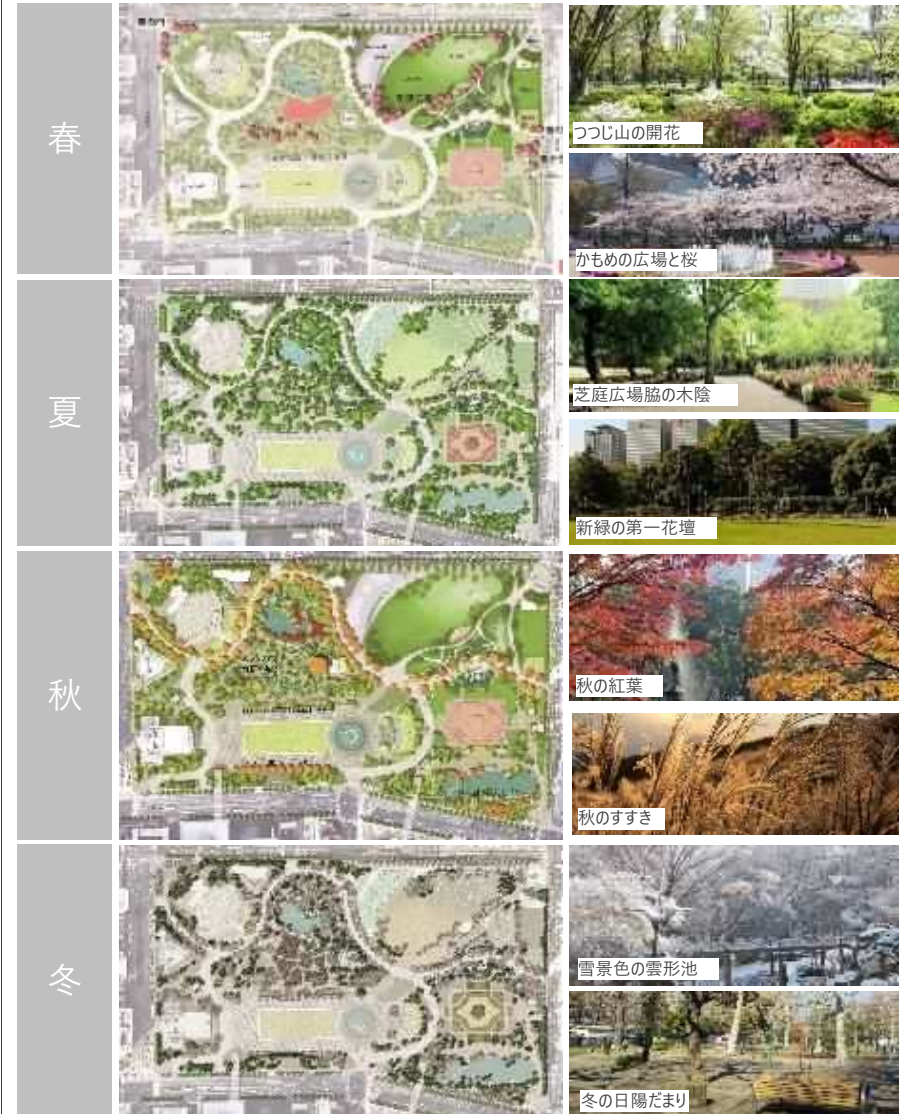 春
つつじ山の開花
かもめの広場と桜
夏
芝庭広場脇の木陰
新緑の第一花壇
秋
秋の紅葉
秋のすすき
冬
雪景色の雲形池
冬の日陽だまり